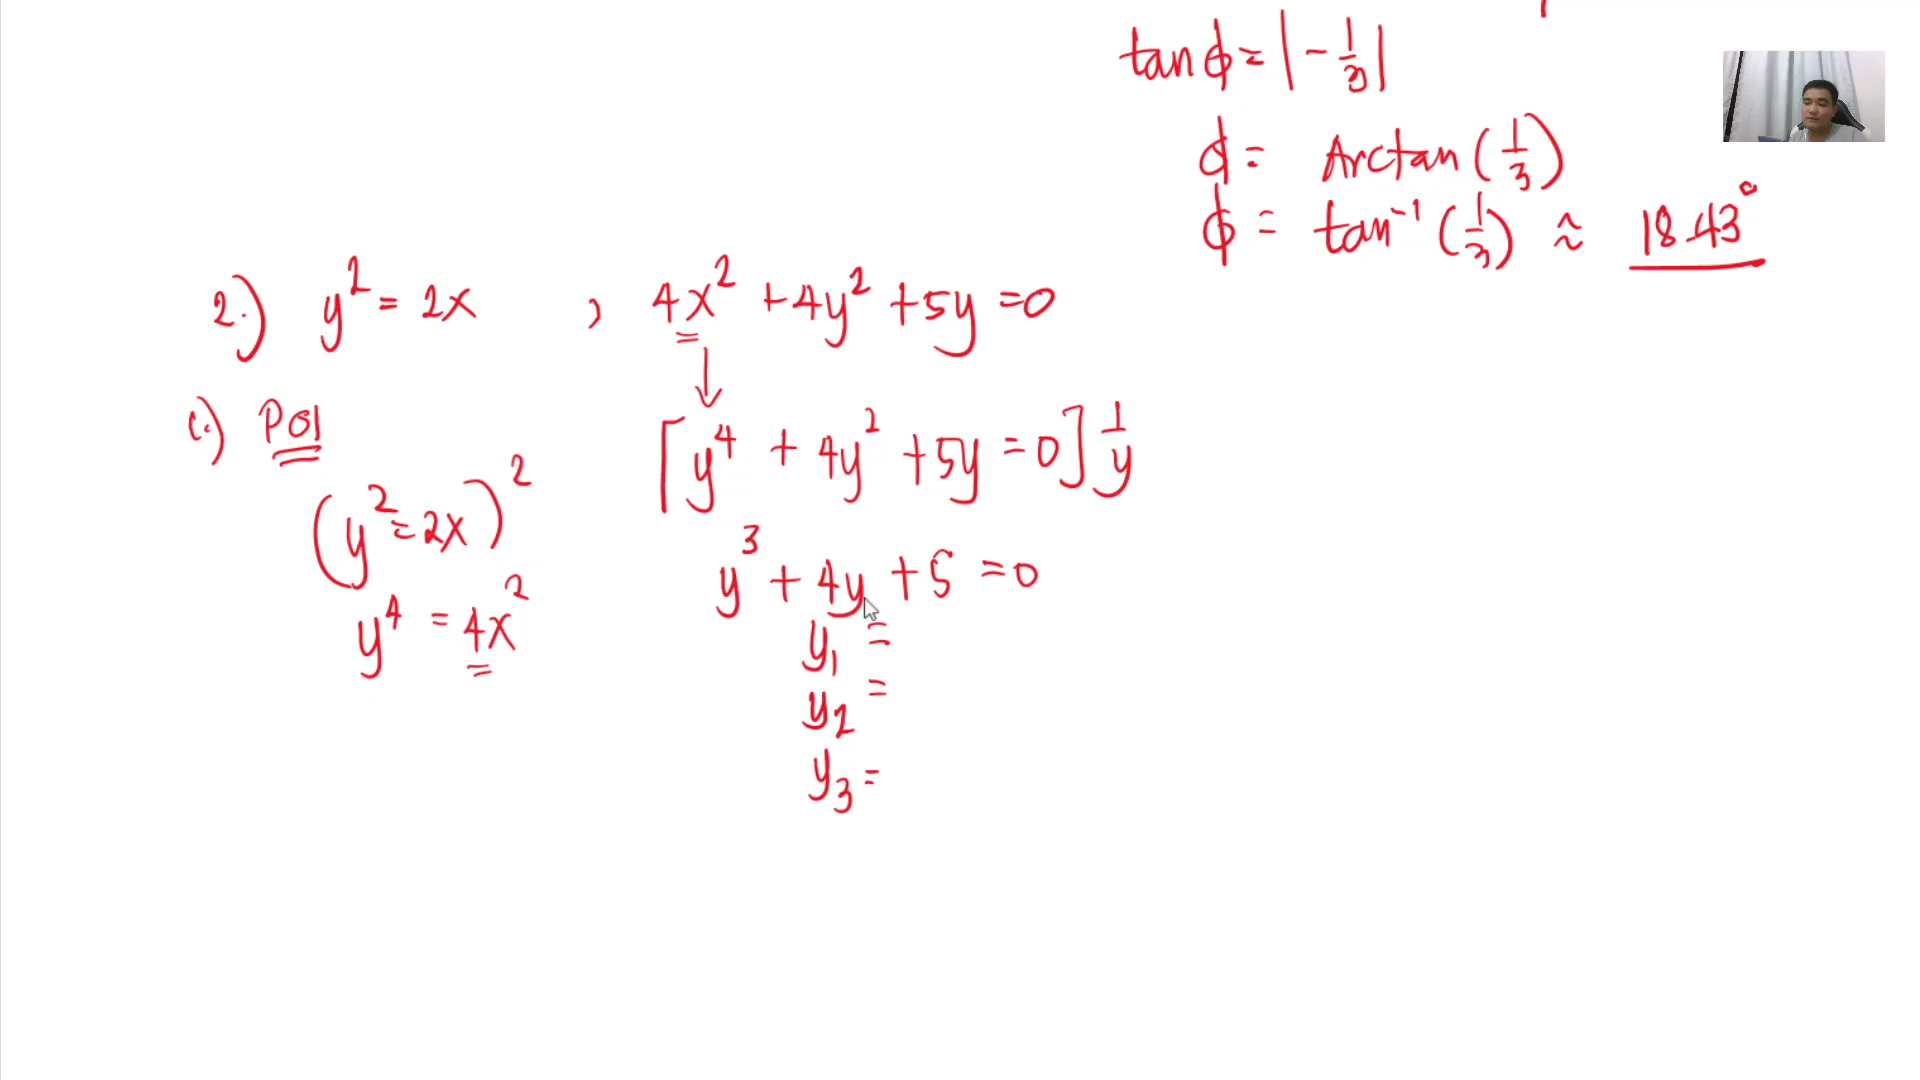 tan ϕ = |-1/3|
ϕ = Arctan (1/3)
ϕ = tan⁻¹ (1/3) ≈ 18.43°
2.) y² = 2x , 4x² + 4y² + 5y = 0
1.) POI
[y⁴ + 4y² + 5y = 0] 1/y
(y² = 2x)²
y³ + 4y + 5 = 0
y⁴ = 4x²
y₁ =
y₂ =
y₃ =